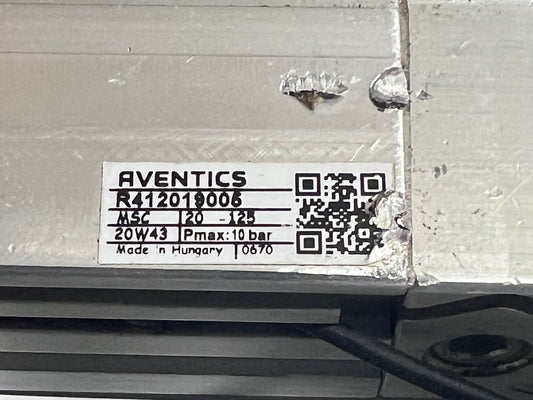 AVENTICS
R412019006
MSC 20 -125
20W43 Pmax: 10 bar
Made in Hungary 0670